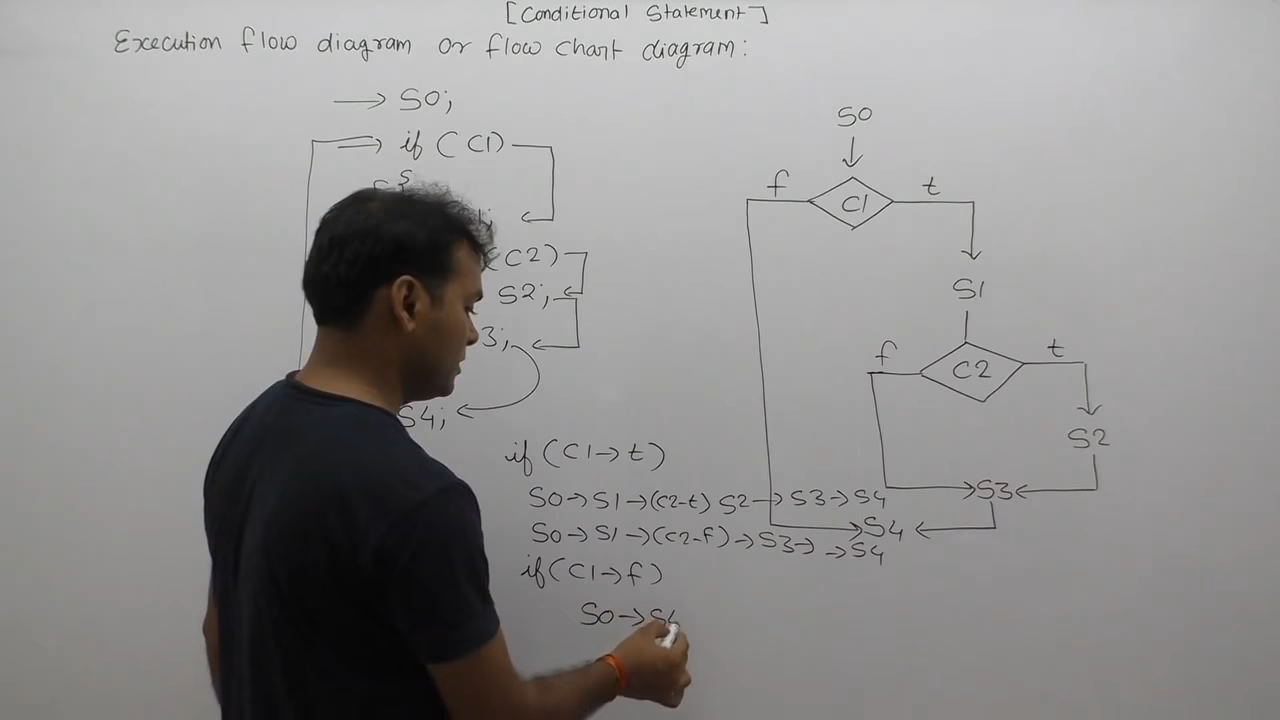 [Conditional Statement]
Execution flow diagram or flow chart diagram:
S0;
if (C1)
(C2)
S2;
3;
S4;
if (C1→t)
S0→S1→(C2-t) S2→S3→S4
S0→S1→(C2-f)→S3→ →S4
if(C1→f)
S0→S4
S0
f C1 t
S1
f C2 t
S2
S3
S4